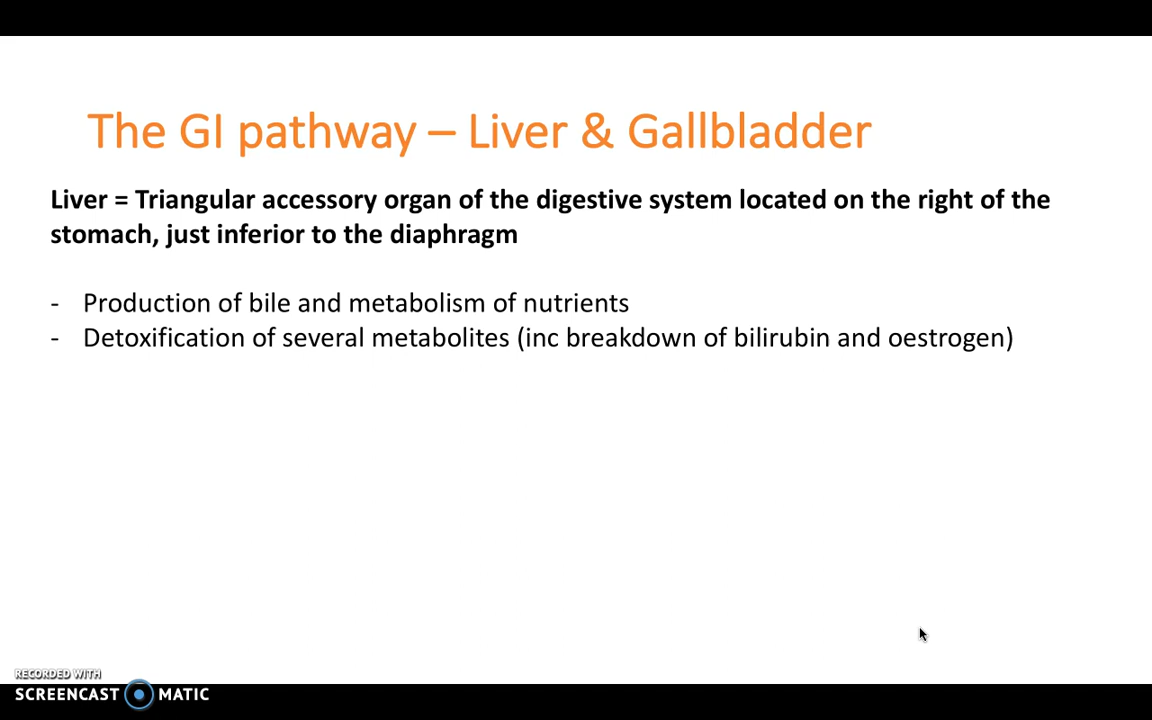 The GI pathway – Liver & Gallbladder
Liver = Triangular accessory organ of the digestive system located on the right of the
stomach, just inferior to the diaphragm
- Production of bile and metabolism of nutrients
- Detoxification of several metabolites (inc breakdown of bilirubin and oestrogen)
RECORDED WITH
SCREENCAST MATIC